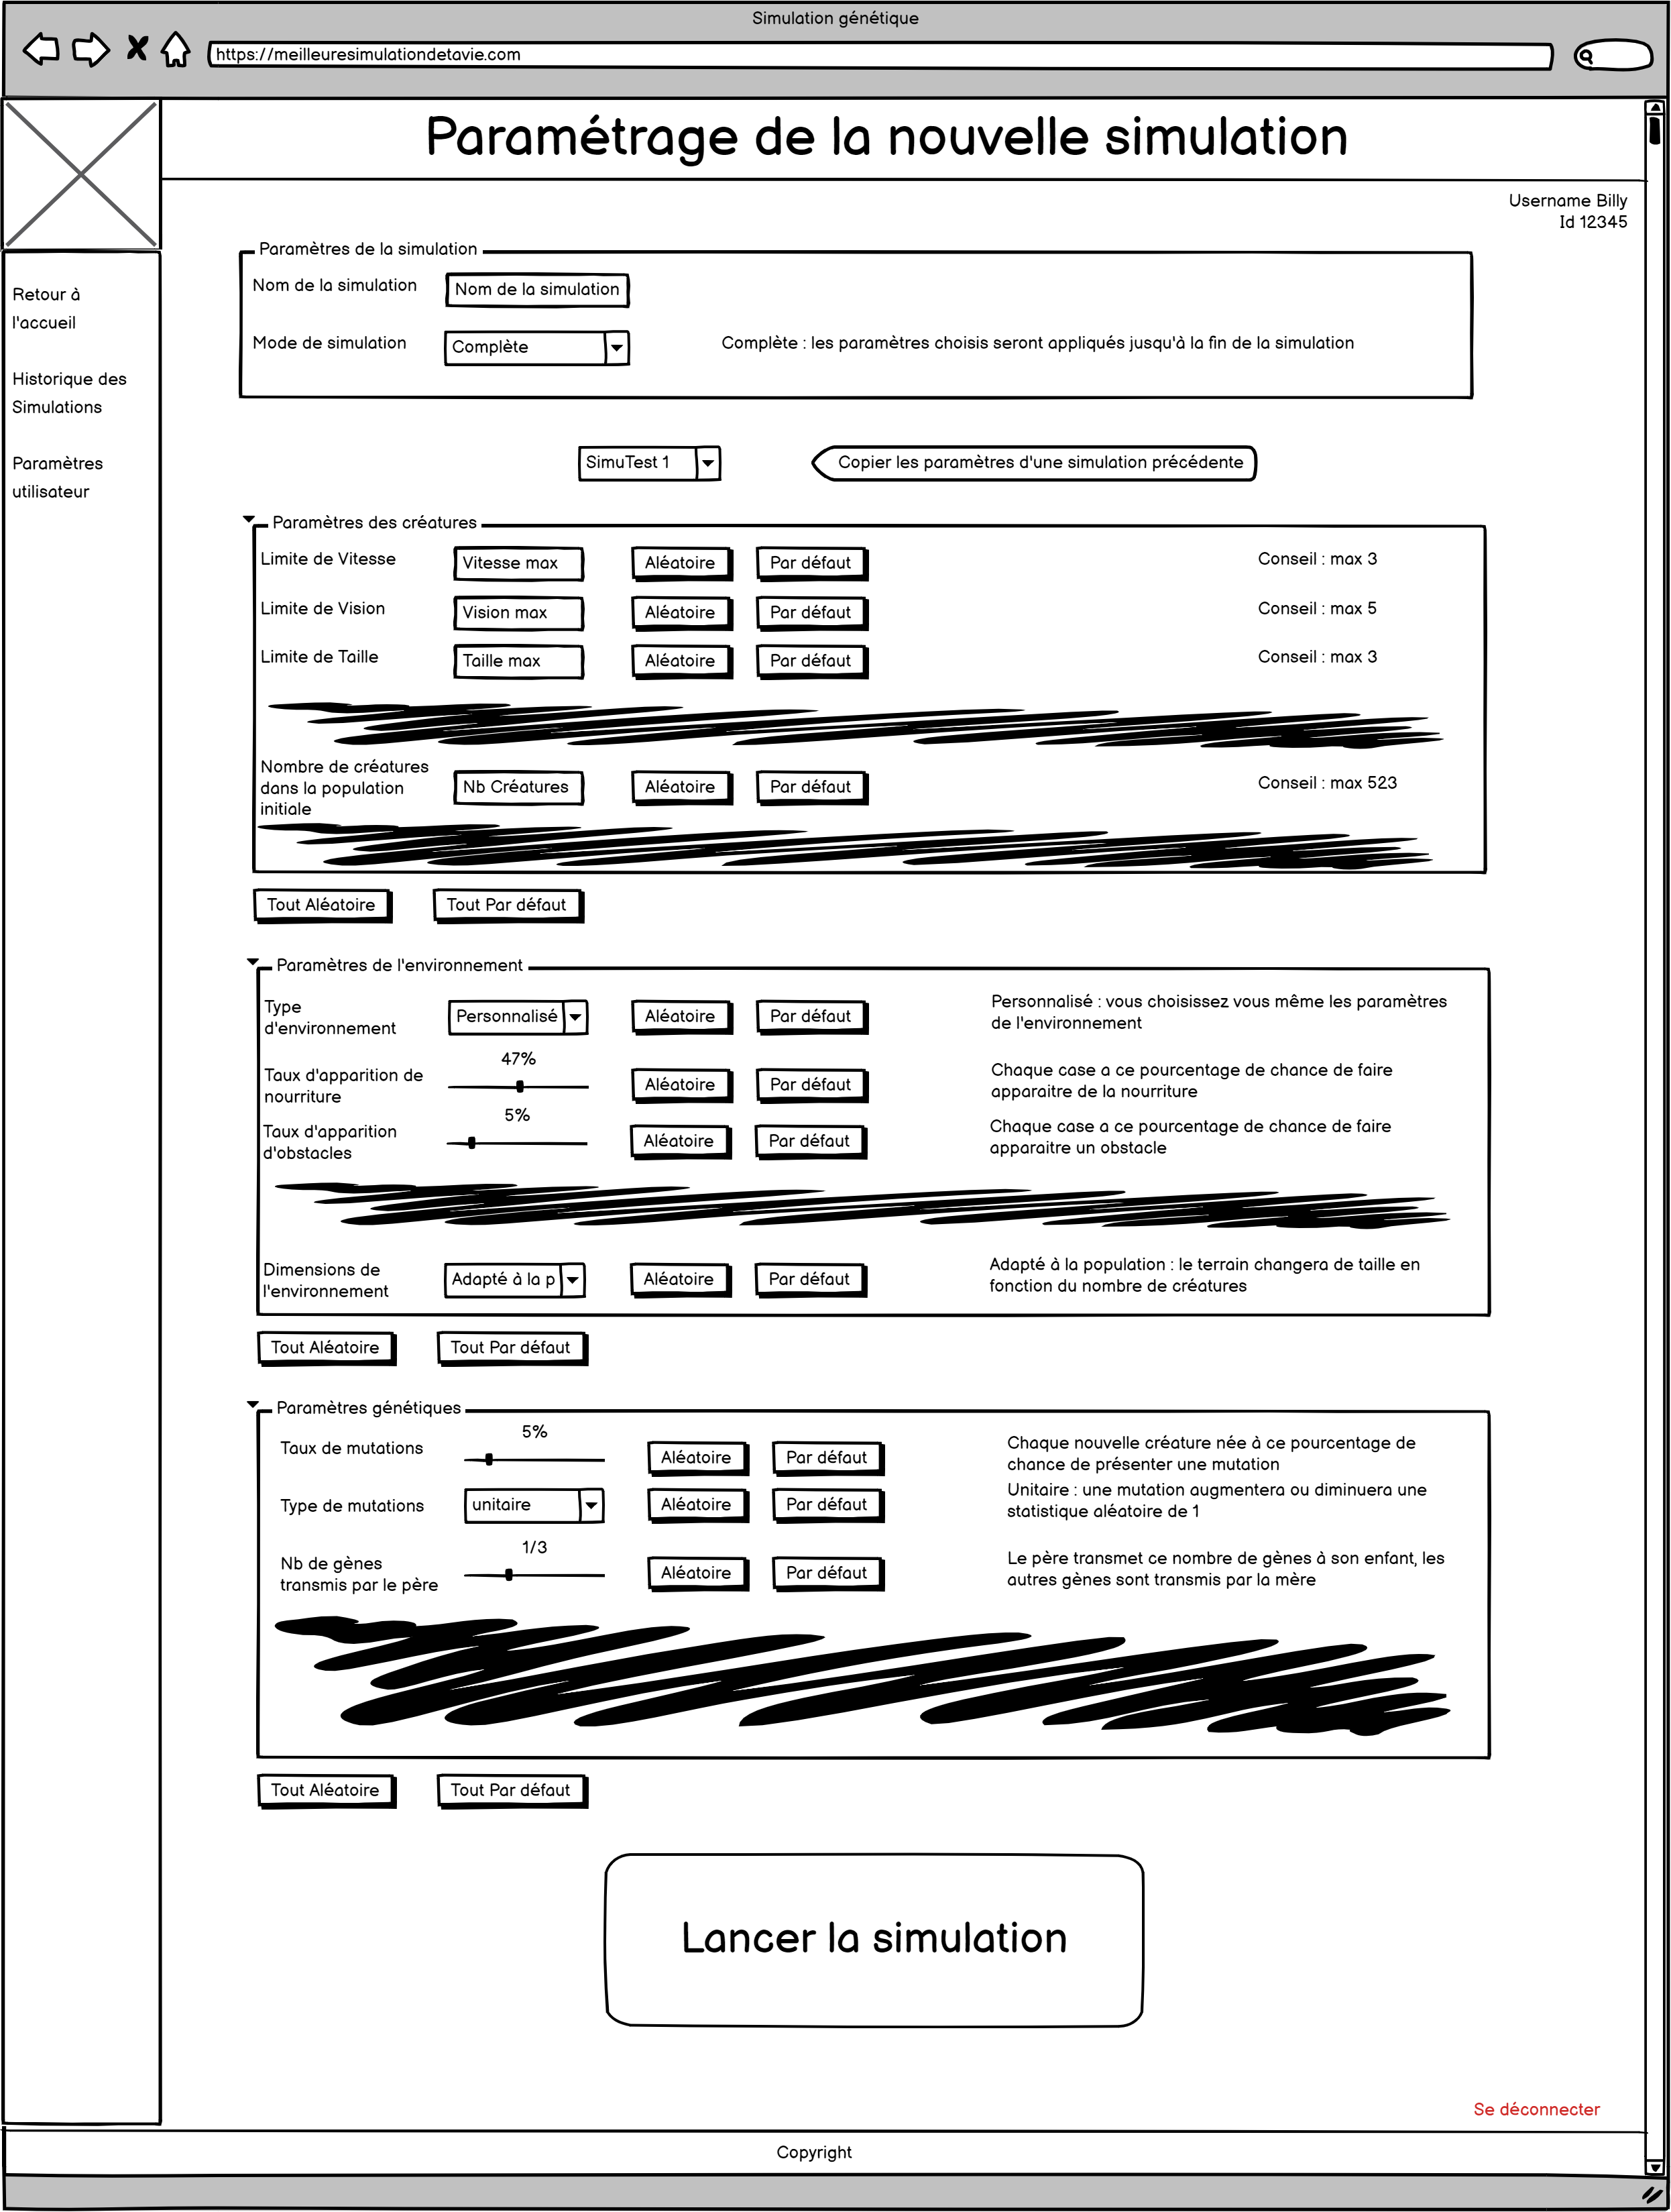 Simulation génétique
https://meilleuresimulationdetavie.com
Paramétrage de la nouvelle simulation
Username Billy
Id 12345
Retour à
l'accueil
Historique des
Simulations
Paramètres
utilisateur
Paramètres de la simulation
Nom de la simulation
Nom de la simulation
Mode de simulation
Complète
Complète : les paramètres choisis seront appliqués jusqu'à la fin de la simulation
SimuTest 1
Copier les paramètres d'une simulation précédente
Paramètres des créatures
Limite de Vitesse
Vitesse max
Aléatoire
Par défaut
Conseil : max 3
Limite de Vision
Vision max
Aléatoire
Par défaut
Conseil : max 5
Limite de Taille
Taille max
Aléatoire
Par défaut
Conseil : max 3
Nombre de créatures
dans la population
initiale
Nb Créatures
Aléatoire
Par défaut
Conseil : max 523
Tout Aléatoire
Tout Par défaut
Paramètres de l'environnement
Type
d'environnement
Personnalisé
Aléatoire
Par défaut
Personnalisé : vous choisissez vous même les paramètres
de l'environnement
Taux d'apparition de
nourriture
47%
Aléatoire
Par défaut
Chaque case a ce pourcentage de chance de faire
apparaitre de la nourriture
Taux d'apparition
d'obstacles
5%
Aléatoire
Par défaut
Chaque case a ce pourcentage de chance de faire
apparaitre un obstacle
Dimensions de
l'environnement
Adapté à la p
Aléatoire
Par défaut
Adapté à la population : le terrain changera de taille en
fonction du nombre de créatures
Tout Aléatoire
Tout Par défaut
Paramètres génétiques
Taux de mutations
5%
Aléatoire
Par défaut
Chaque nouvelle créature née à ce pourcentage de
chance de présenter une mutation
Type de mutations
unitaire
Aléatoire
Par défaut
Unitaire : une mutation augmentera ou diminuera une
statistique aléatoire de 1
Nb de gènes
transmis par le père
1/3
Aléatoire
Par défaut
Le père transmet ce nombre de gènes à son enfant, les
autres gènes sont transmis par la mère
Tout Aléatoire
Tout Par défaut
Lancer la simulation
Se déconnecter
Copyright